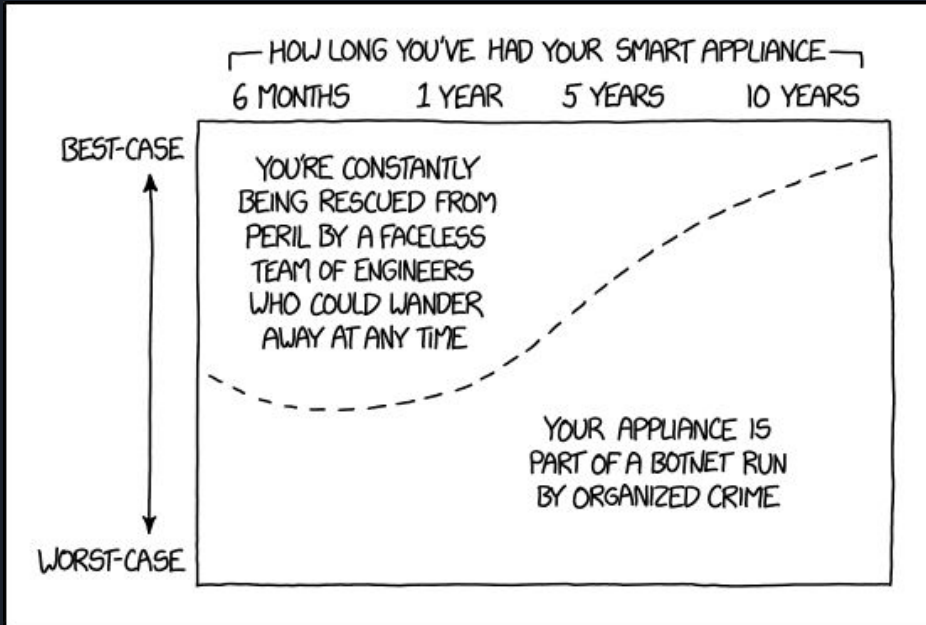 HOW LONG YOU'VE HAD YOUR SMART APPLIANCE
6 MONTHS 1 YEAR 5 YEARS 10 YEARS
BEST-CASE
YOU'RE CONSTANTLY
BEING RESCUED FROM
PERIL BY A FACELESS
TEAM OF ENGINEERS
WHO COULD WANDER
AWAY AT ANY TIME
YOUR APPLIANCE IS
PART OF A BOTNET RUN
BY ORGANIZED CRIME
WORST-CASE